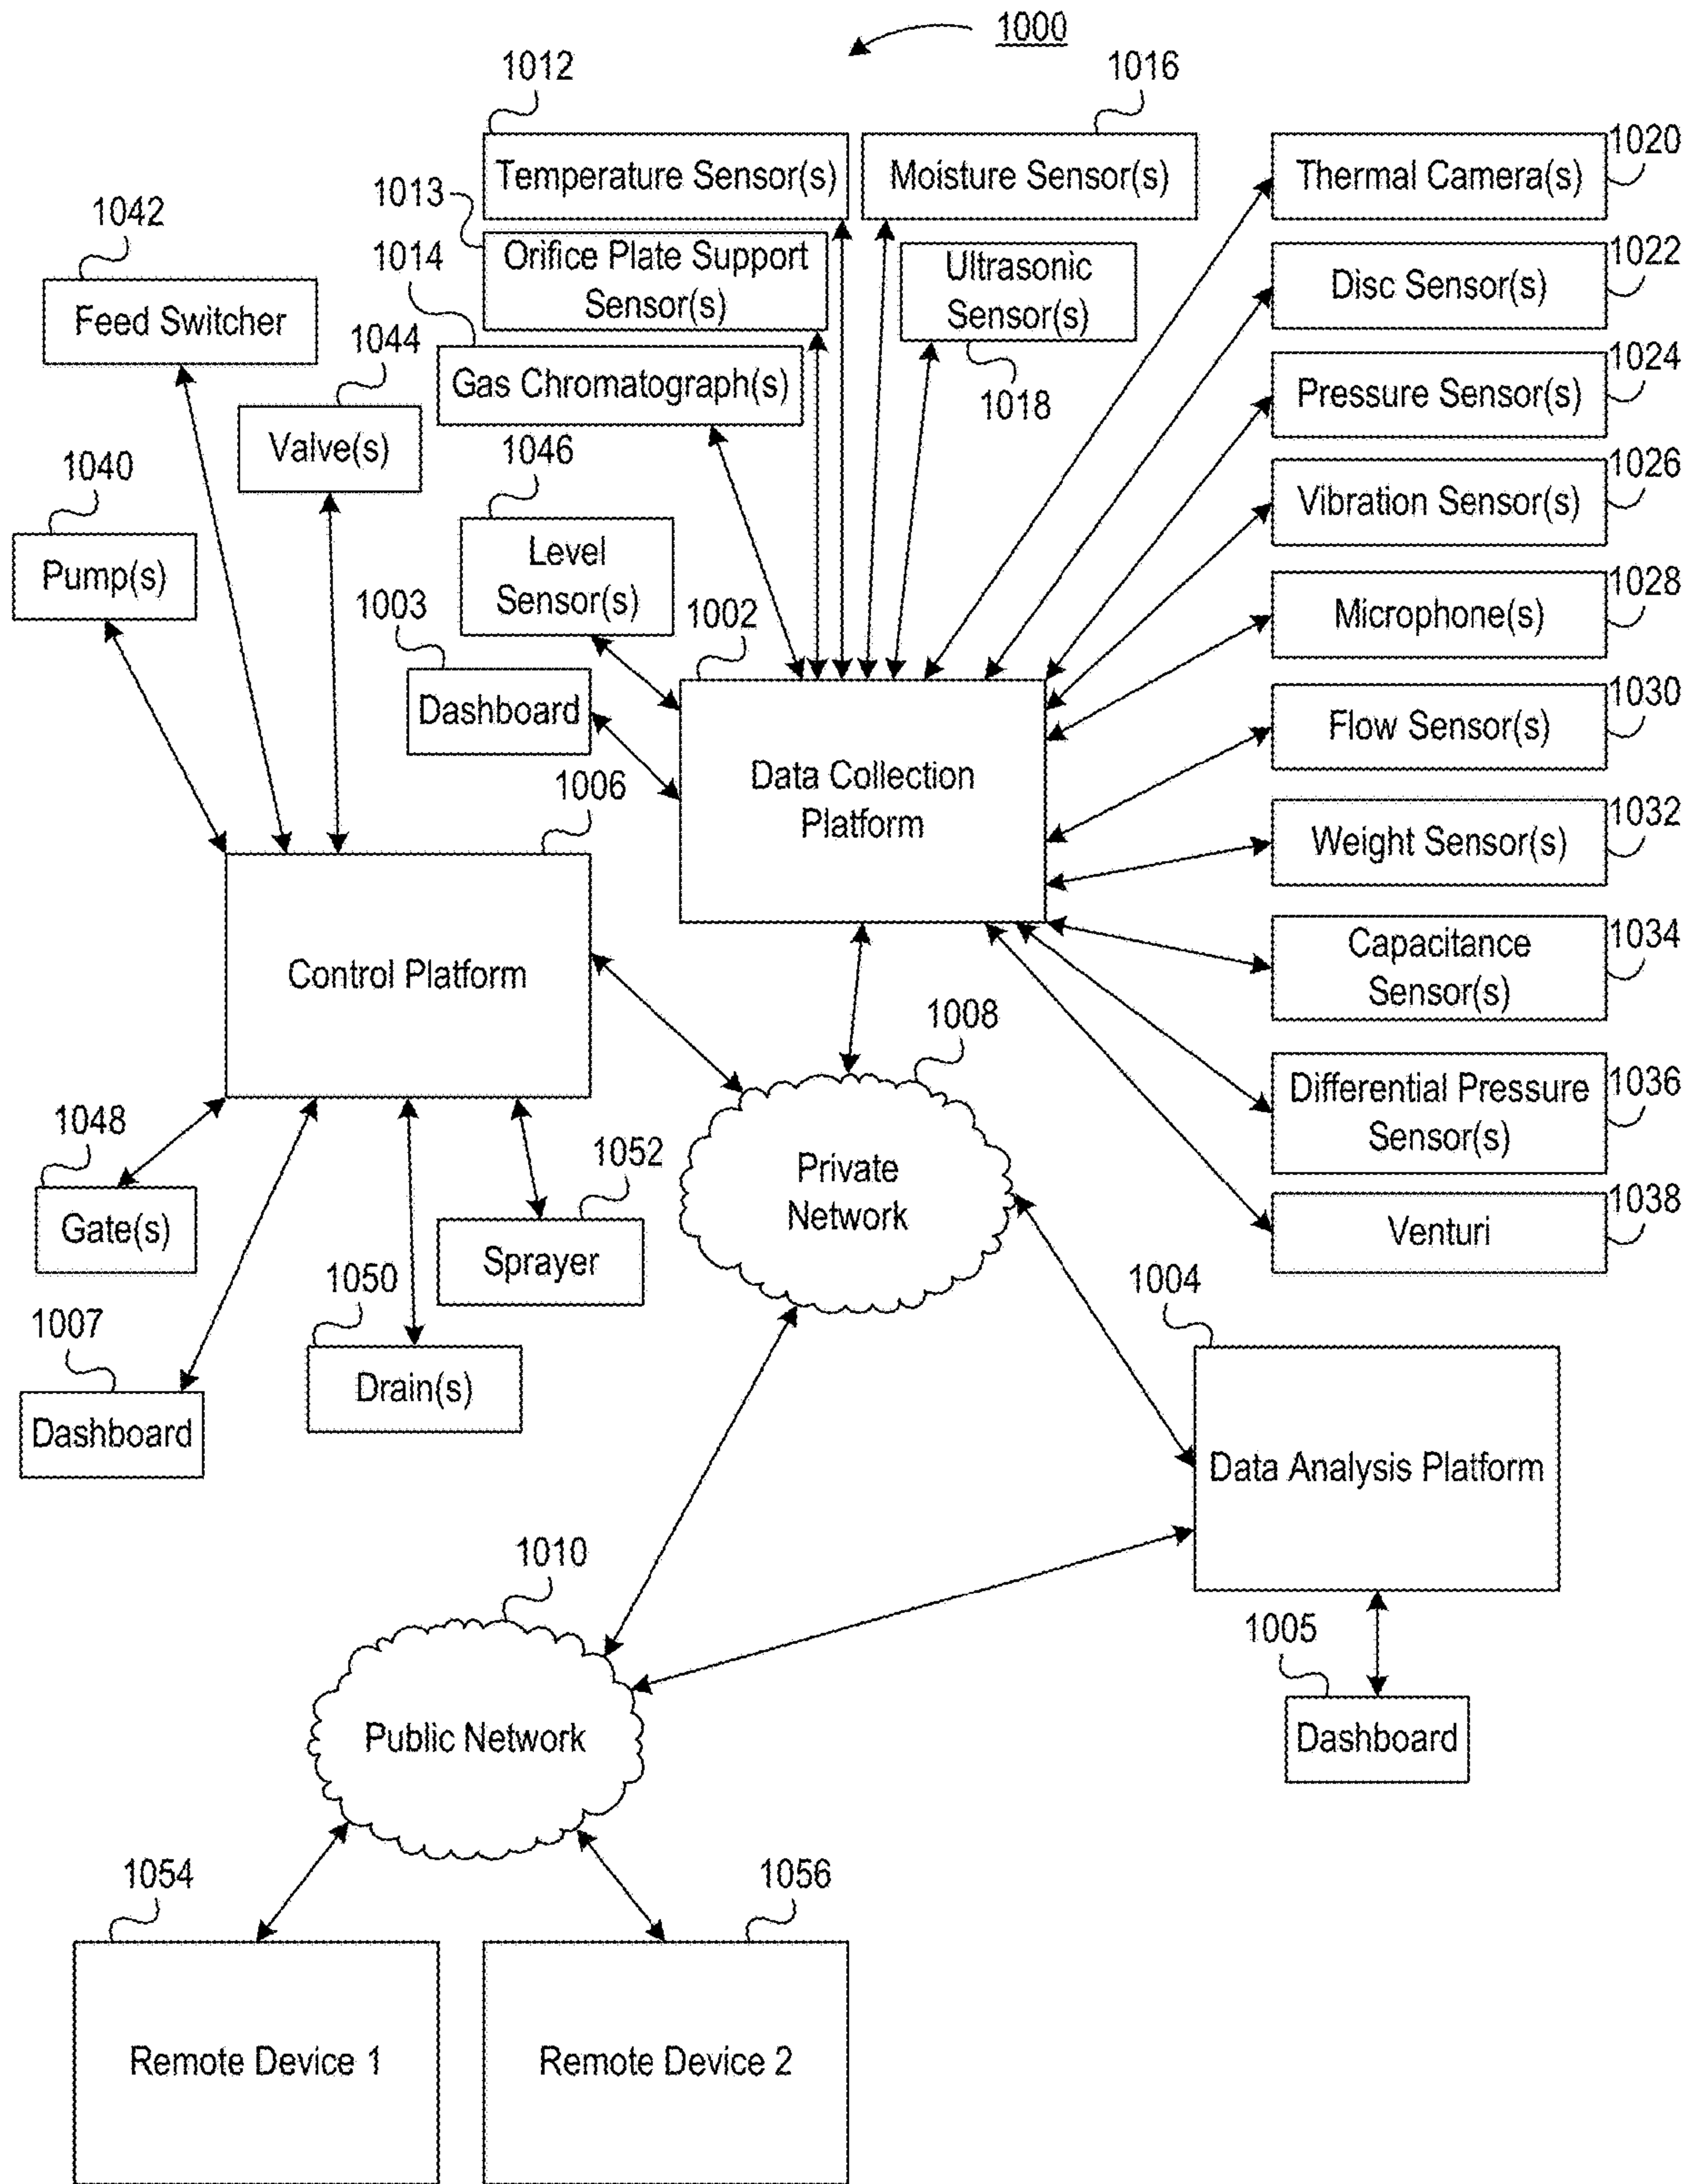 1000
1012
1016
Temperature Sensor(s)
Moisture Sensor(s)
Thermal Camera(s)
1020
1013
Orifice Plate Support
Sensor(s)
Ultrasonic
Sensor(s)
1018
Disc Sensor(s)
1022
1042
Feed Switcher
1014
Gas Chromatograph(s)
Pressure Sensor(s)
1024
1044
Valve(s)
1046
Level
Sensor(s)
Vibration Sensor(s)
1026
1040
Pump(s)
Microphone(s)
1028
1003
Dashboard
1002
Data Collection
Platform
Flow Sensor(s)
1030
1006
Control Platform
Weight Sensor(s)
1032
Capacitance
Sensor(s)
1034
1008
Private
Network
Differential Pressure
Sensor(s)
1036
1048
Gate(s)
1052
Sprayer
Venturi
1038
1050
Drain(s)
1007
Dashboard
1004
Data Analysis Platform
1010
Public Network
1005
Dashboard
1054
Remote Device 1
1056
Remote Device 2